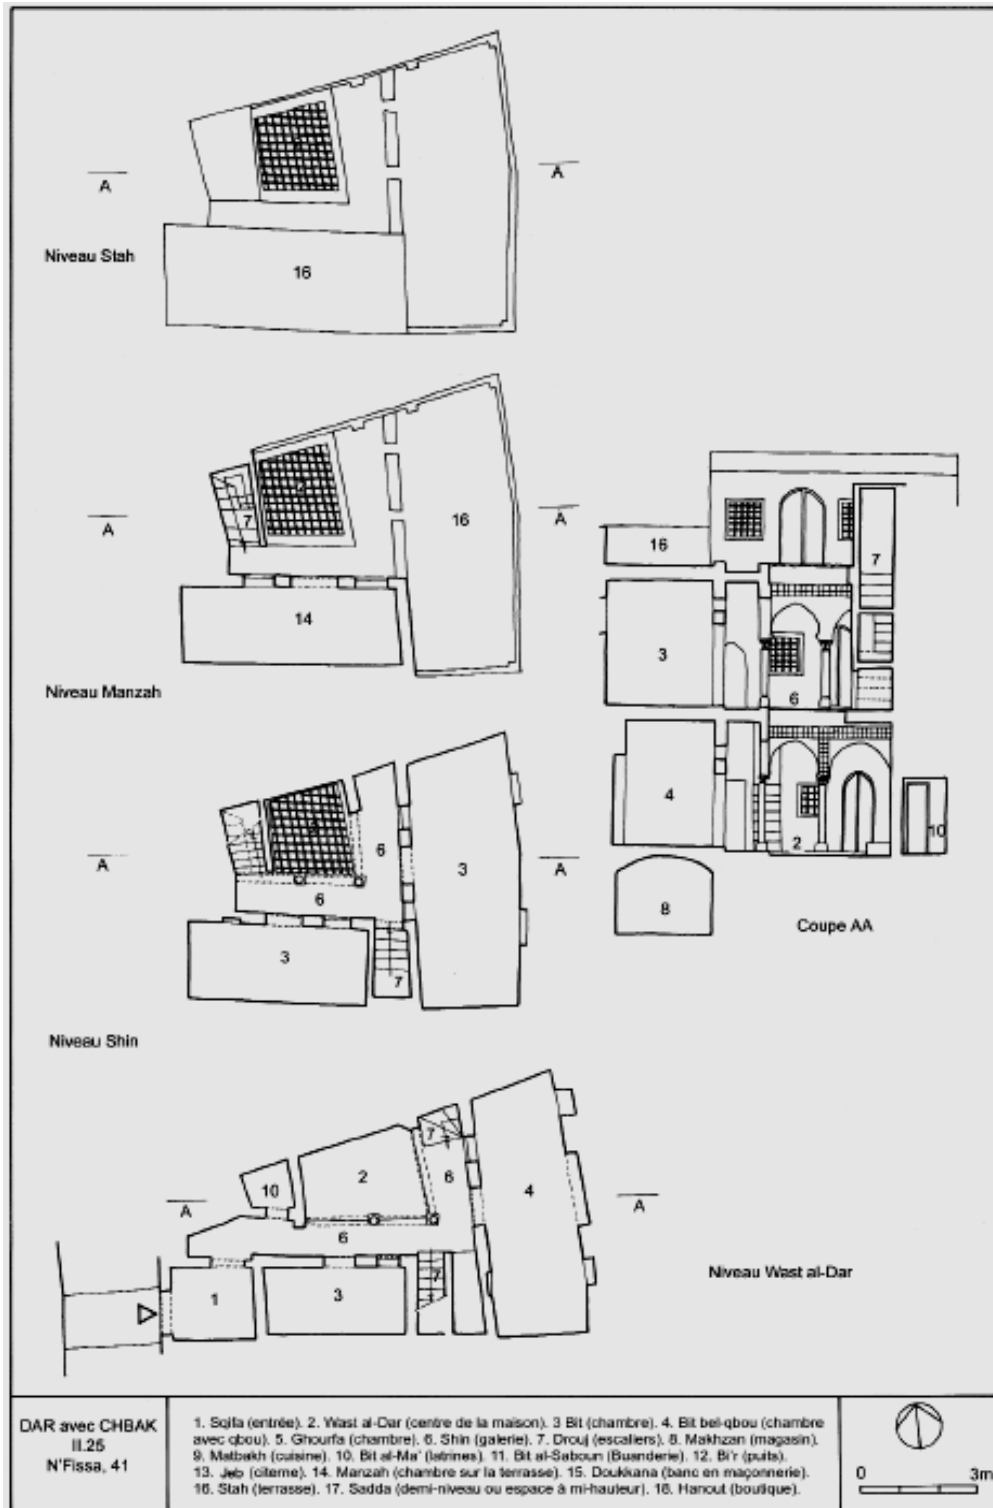 A
A
Niveau Stah
16
A
A
7
16
14
Niveau Manzah
16
7
3
6
4
2
10
8
Coupe AA
A
A
6
3
6
3
7
Niveau Shin
7
2
6
10
4
A
A
6
7
1
3
Niveau Wast al-Dar
DAR avec CHBAK
II.25
N'Fissa, 41
1. Sqifa (entrée). 2. Wast al-Dar (centre de la maison). 3 Bit (chambre). 4. Bit bel-qbou (chambre
avec qbou). 5. Ghourfa (chambre). 6. Shin (galerie). 7. Drouj (escaliers). 8. Makhzan (magasin).
9. Matbakh (cuisine). 10. Bit al-Ma' (latrines). 11. Bit al-Saboun (Buanderie). 12. Bi'r (puits).
13. Jeb (citerne). 14. Manzah (chambre sur la terrasse). 15. Doukkana (banc en maçonnerie).
16. Stah (terrasse). 17. Sadda (demi-niveau ou espace à mi-hauteur). 18. Hanout (boutique).
0 3m